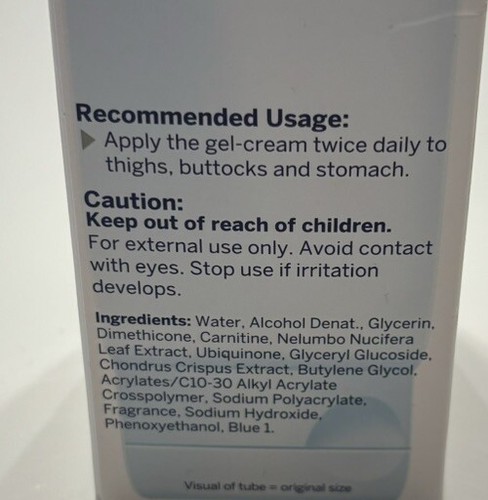 Recommended Usage:
Apply the gel-cream twice daily to
thighs, buttocks and stomach.
Caution:
Keep out of reach of children.
For external use only. Avoid contact
with eyes. Stop use if irritation
develops.
Ingredients: Water, Alcohol Denat., Glycerin,
Dimethicone, Carnitine, Nelumbo Nucifera
Leaf Extract, Ubiquinone, Glyceryl Glucoside,
Chondrus Crispus Extract, Butylene Glycol,
Acrylates/C10-30 Alkyl Acrylate
Crosspolymer, Sodium Polyacrylate,
Fragrance, Sodium Hydroxide,
Phenoxyethanol, Blue 1.
Visual of tube = original size